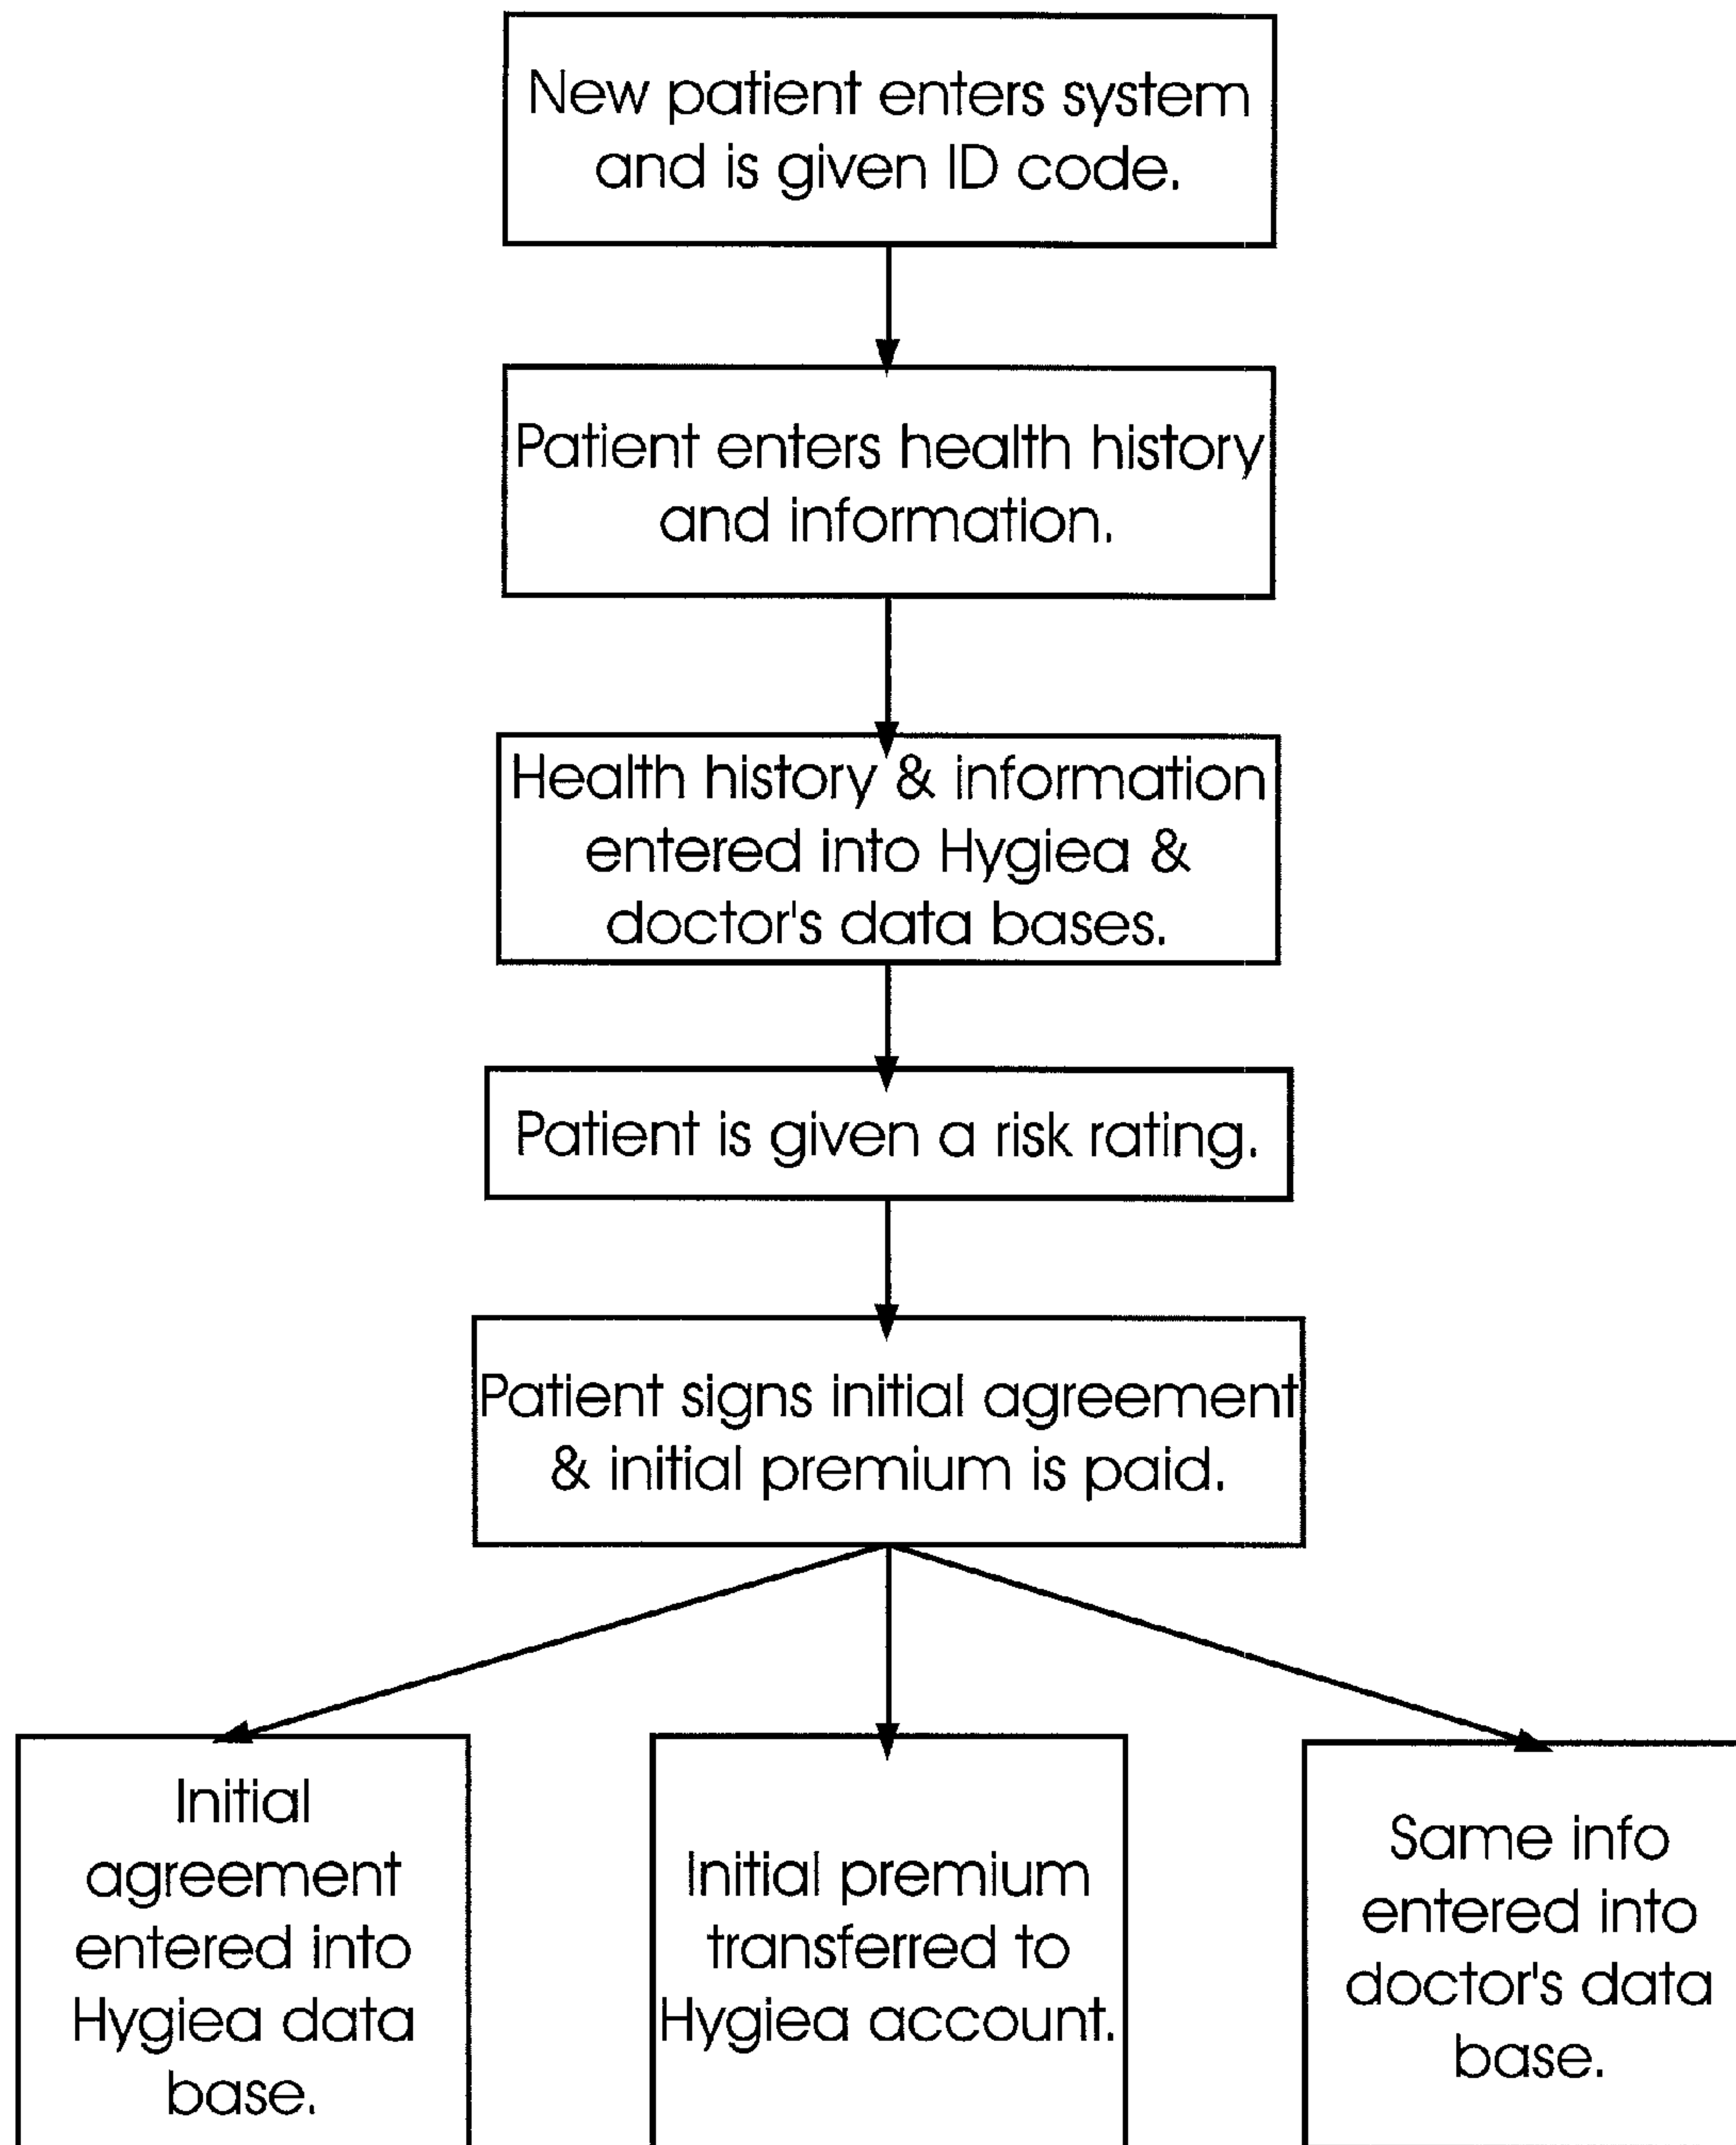 New patient enters system
and is given ID code.
Patient enters health history
and information.
Health history & information
entered into Hygiea &
doctor's data bases.
Patient is given a risk rating.
Patient signs initial agreement
& initial premium is paid.
Initial
agreement
entered into
Hygiea data
base.
Initial premium
transferred to
Hygiea account.
Same info
entered into
doctor's data
base.